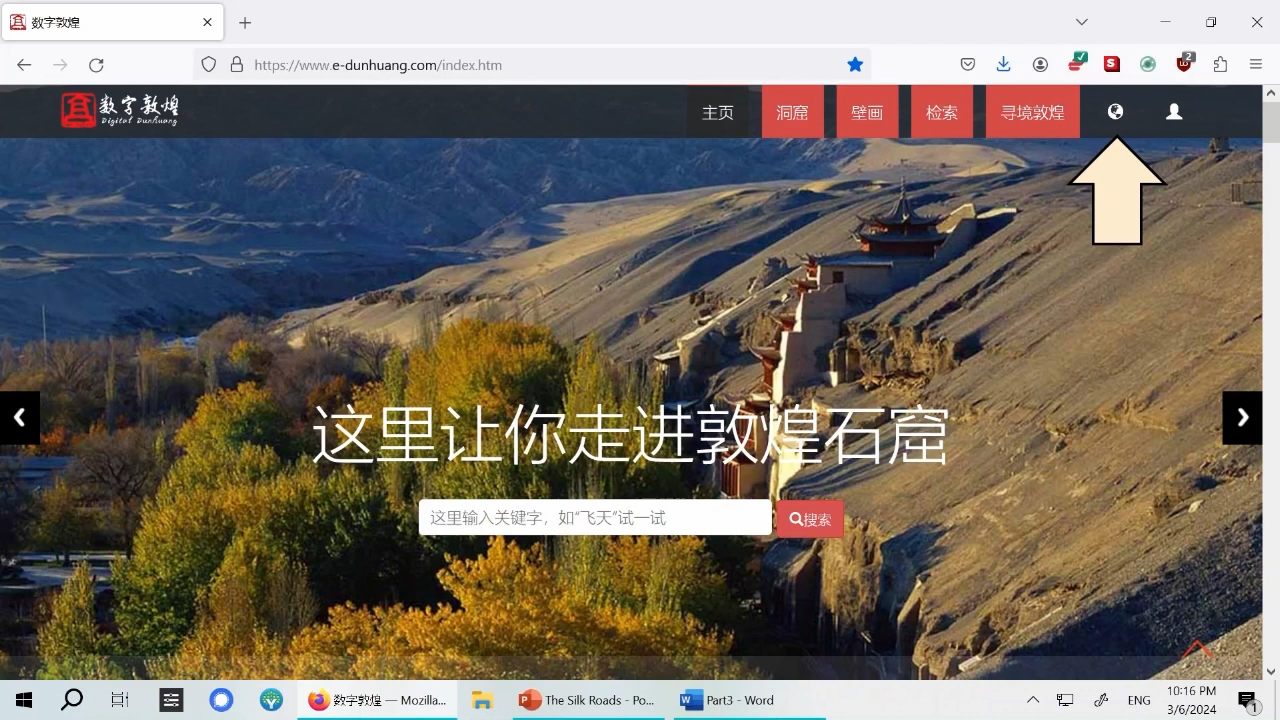 数字敦煌
https://www.e-dunhuang.com/index.htm
S
2
数字敦煌
Digital Dunhuang
主页
洞窟
壁画
检索
寻境敦煌
这里让你走进敦煌石窟
这里输入关键字，如“飞天”试一试
搜索
数字敦煌 — Mozilla...
The Silk Roads - Po...
Part3 - Word
ENG
10:16 PM
3/6/2024
1